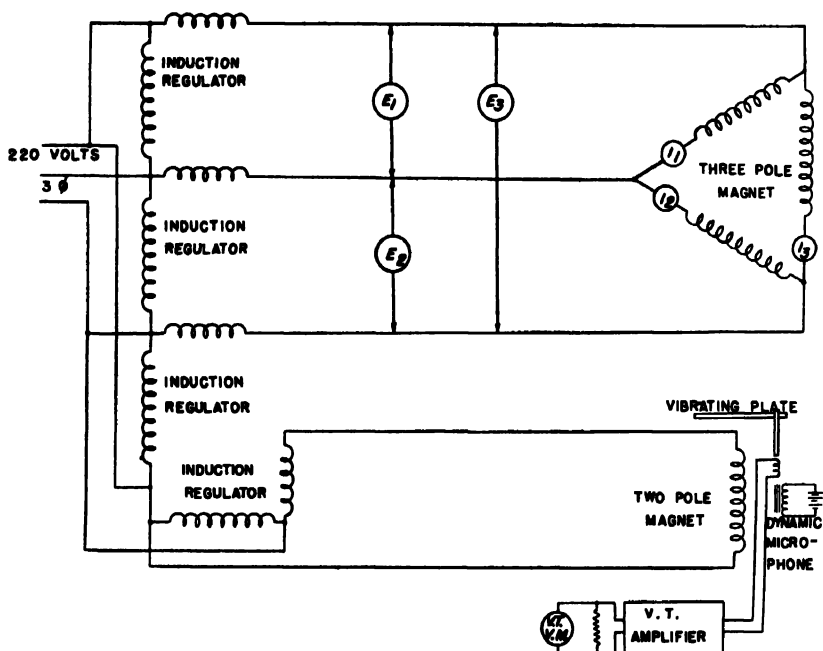 INDUCTION
REGULATOR
E1
E3
220 VOLTS
3 ϕ
I1
THREE POLE
MAGNET
I2
INDUCTION
REGULATOR
E2
I3
INDUCTION
REGULATOR
VIBRATING PLATE
INDUCTION
REGULATOR
TWO POLE
MAGNET
DYNAMIC
MICRO-
PHONE
V.T.
V.M.
V. T.
AMPLIFIER